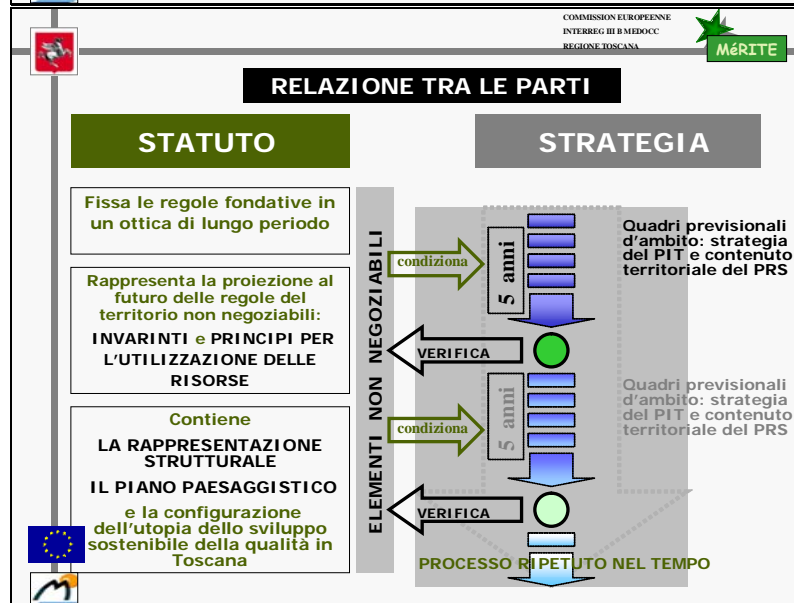 COMMISSION EUROPEENNE
INTERREG III B MEDOCC
REGIONE TOSCANA
MéRITE
RELAZIONE TRA LE PARTI
STATUTO
STRATEGIA
Fissa le regole fondative in
un ottica di lungo periodo
Rappresenta la proiezione al
futuro delle regole del
territorio non negoziabili:
INVARINTI e PRINCIPI PER
L'UTILIZZAZIONE DELLE
RISORSE
Contiene
LA RAPPRESENTAZIONE
STRUTTURALE
IL PIANO PAESAGGISTICO
e la configurazione
dell'utopia dello sviluppo
sostenibile della qualità in
Toscana
ELEMENTI NON NEGOZIABILI
condiziona
5 anni
Quadri previsionali
d'ambito: strategia
del PIT e contenuto
territoriale del PRS
VERIFICA
condiziona
5 anni
Quadri previsionali
d'ambito: strategia
del PIT e contenuto
territoriale del PRS
VERIFICA
PROCESSO RIPETUTO NEL TEMPO